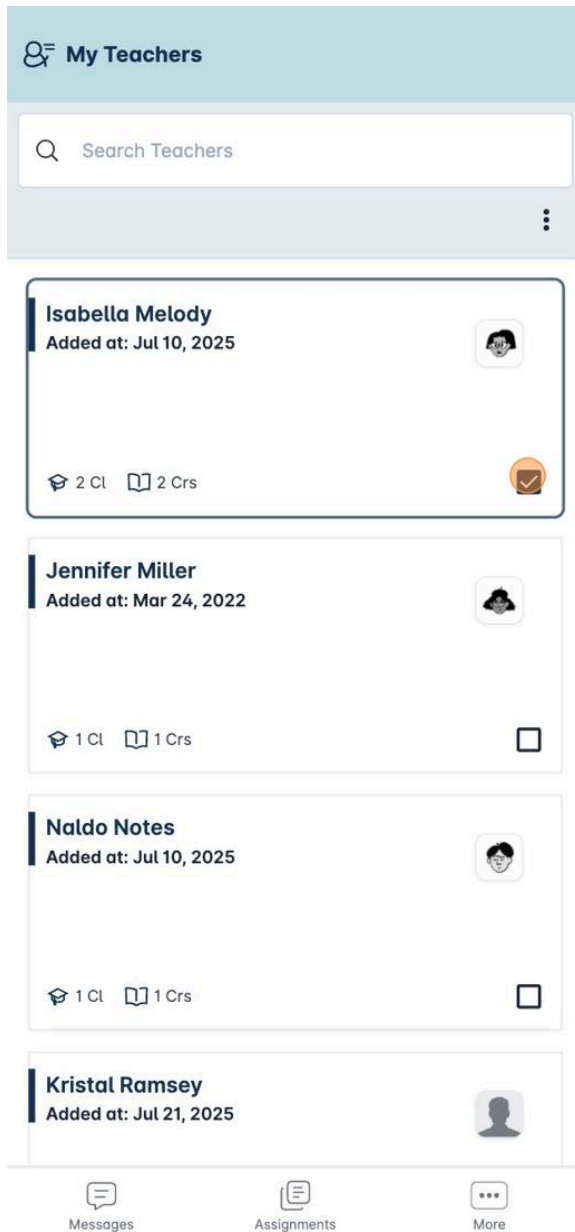 My Teachers
Search Teachers
Isabella Melody
Added at: Jul 10, 2025
2 Cl 2 Crs
Jennifer Miller
Added at: Mar 24, 2022
1 Cl 1 Crs
Naldo Notes
Added at: Jul 10, 2025
1 Cl 1 Crs
Kristal Ramsey
Added at: Jul 21, 2025
Messages Assignments More